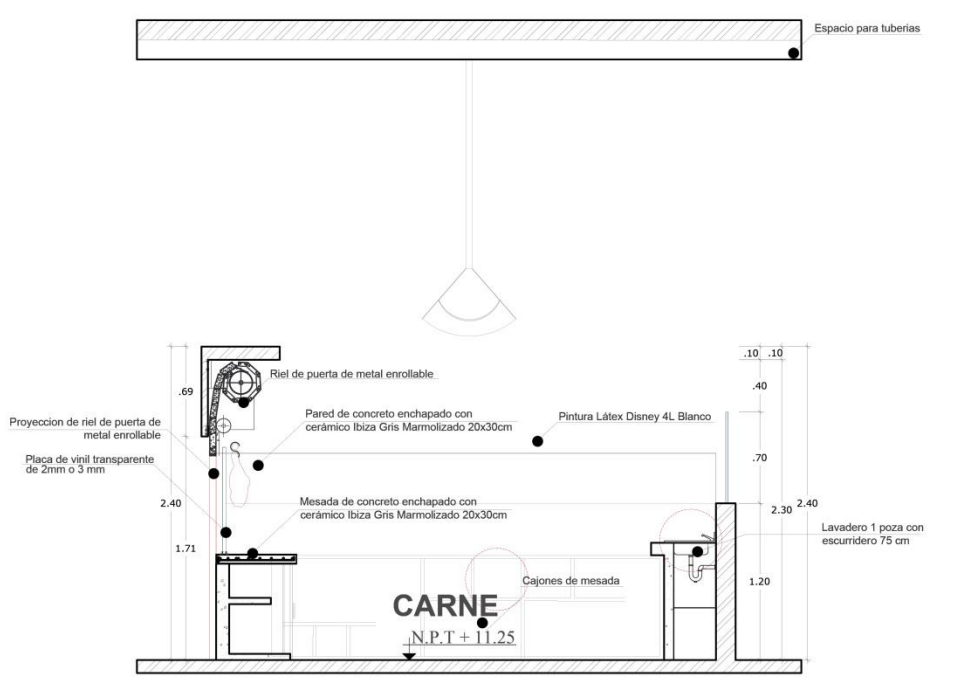 Espacio para tuberias
.10 .10
.40
Riel de puerta de metal enrollable
.69
Pared de concreto enchapado con
cerámico Ibiza Gris Marmolizado 20x30cm
Pintura Látex Disney 4L Blanco
Proyeccion de riel de puerta de
metal enrollable
Placa de vinil transparente
de 2mm o 3 mm
.70
2.40
Mesada de concreto enchapado con
cerámico Ibiza Gris Marmolizado 20x30cm
2.30
2.40
Lavadero 1 poza con
escurridero 75 cm
1.71
Cajones de mesada
1.20
CARNE
N.P.T + 11.25